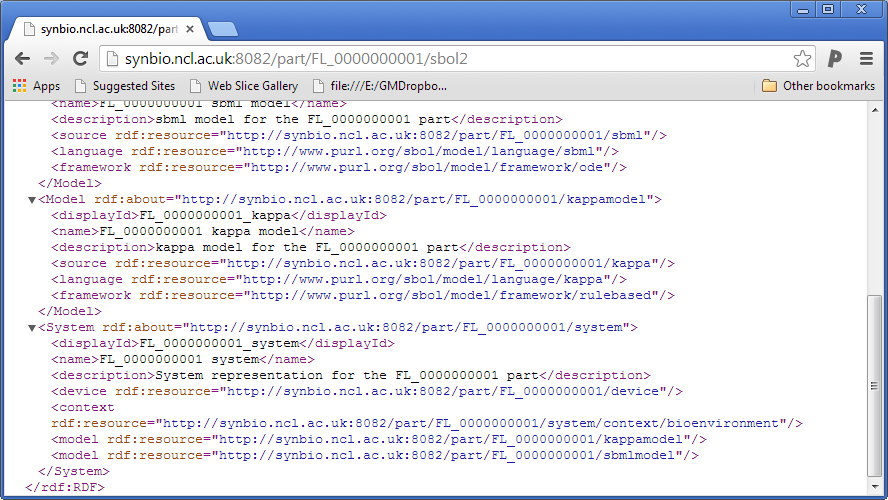 synbio.ncl.ac.uk:8082/part
synbio.ncl.ac.uk:8082/part/FL_0000000001/sbol2
Apps Suggested Sites Web Slice Gallery file:///E:/GMDropbo... Other bookmarks
<name>FL_0000000001 sbml model</name>
<description>sbml model for the FL_0000000001 part</description>
<source rdf:resource="http://synbio.ncl.ac.uk:8082/part/FL_0000000001/sbml"/>
<language rdf:resource="http://www.purl.org/sbol/model/language/sbml"/>
<framework rdf:resource="http://www.purl.org/sbol/model/framework/ode"/>
</Model>
▼<Model rdf:about="http://synbio.ncl.ac.uk:8082/part/FL_0000000001/kappamodel">
<displayId>FL_0000000001_kappa</displayId>
<name>FL_0000000001 kappa model</name>
<description>kappa model for the FL_0000000001 part</description>
<source rdf:resource="http://synbio.ncl.ac.uk:8082/part/FL_0000000001/kappa"/>
<language rdf:resource="http://www.purl.org/sbol/model/language/kappa"/>
<framework rdf:resource="http://www.purl.org/sbol/model/framework/rulebased"/>
</Model>
▼<System rdf:about="http://synbio.ncl.ac.uk:8082/part/FL_0000000001/system">
<displayId>FL_0000000001_system</displayId>
<name>FL_0000000001 system</name>
<description>System representation for the FL_0000000001 part</description>
<device rdf:resource="http://synbio.ncl.ac.uk:8082/part/FL_0000000001/device"/>
<context
rdf:resource="http://synbio.ncl.ac.uk:8082/part/FL_0000000001/system/context/bioenvironment"/>
<model rdf:resource="http://synbio.ncl.ac.uk:8082/part/FL_0000000001/kappamodel"/>
<model rdf:resource="http://synbio.ncl.ac.uk:8082/part/FL_0000000001/sbmlmodel"/>
</System>
</rdf:RDF>